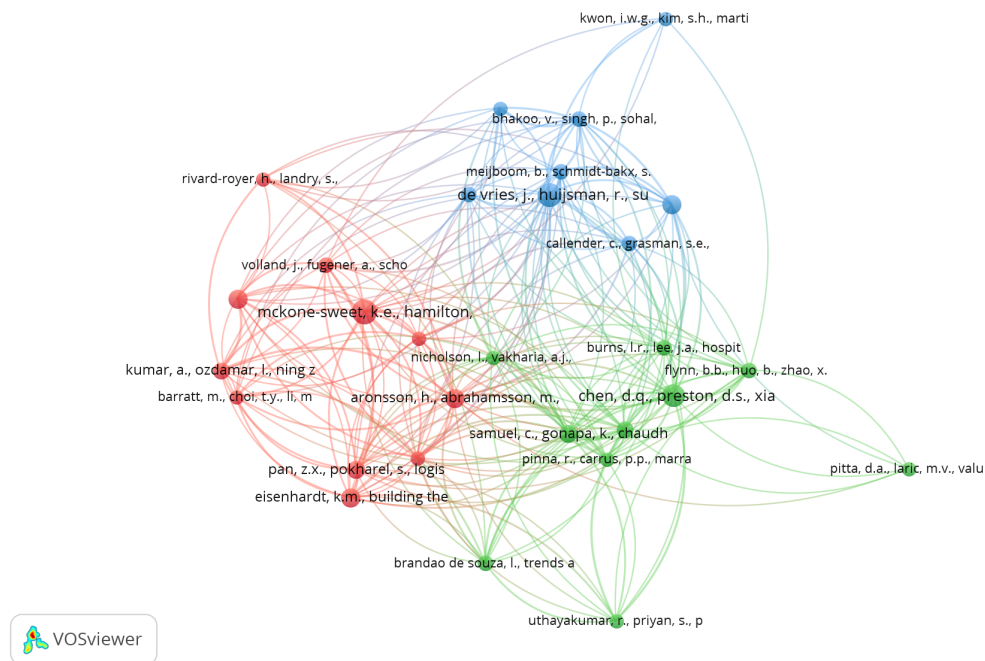 kwon, i.w.g., kim, s.h., marti
bhakoo, v., singh, p., sohal,
meijboom, b., schmidt-bakx, s.
rivard-royer, h., landry, s.,
de vries, j., huijsman, r., su
callender, c., grasman, s.e.,
volland, j., fugener, a., scho
mckone-sweet, k.e., hamilton,
burns, l.r., lee, j.a., hospit
nicholson, l., vakharia, a.j.,
kumar, a., ozdamar, l., ning z
flynn, b.b., huo, b., zhao, x.
barratt, m., choi, t.y., li, m
aronsson, h., abrahamsson, m.,
chen, d.q., preston, d.s., xia
samuel, c., gonapa, k., chaudh
pinna, r., carrus, p.p., marra
pan, z.x., pokharel, s., logis
pitta, d.a., laric, m.v., valu
eisenhardt, k.m., building the
brandao de souza, l., trends a
uthayakumar, r., priyan, s., p
VOSviewer